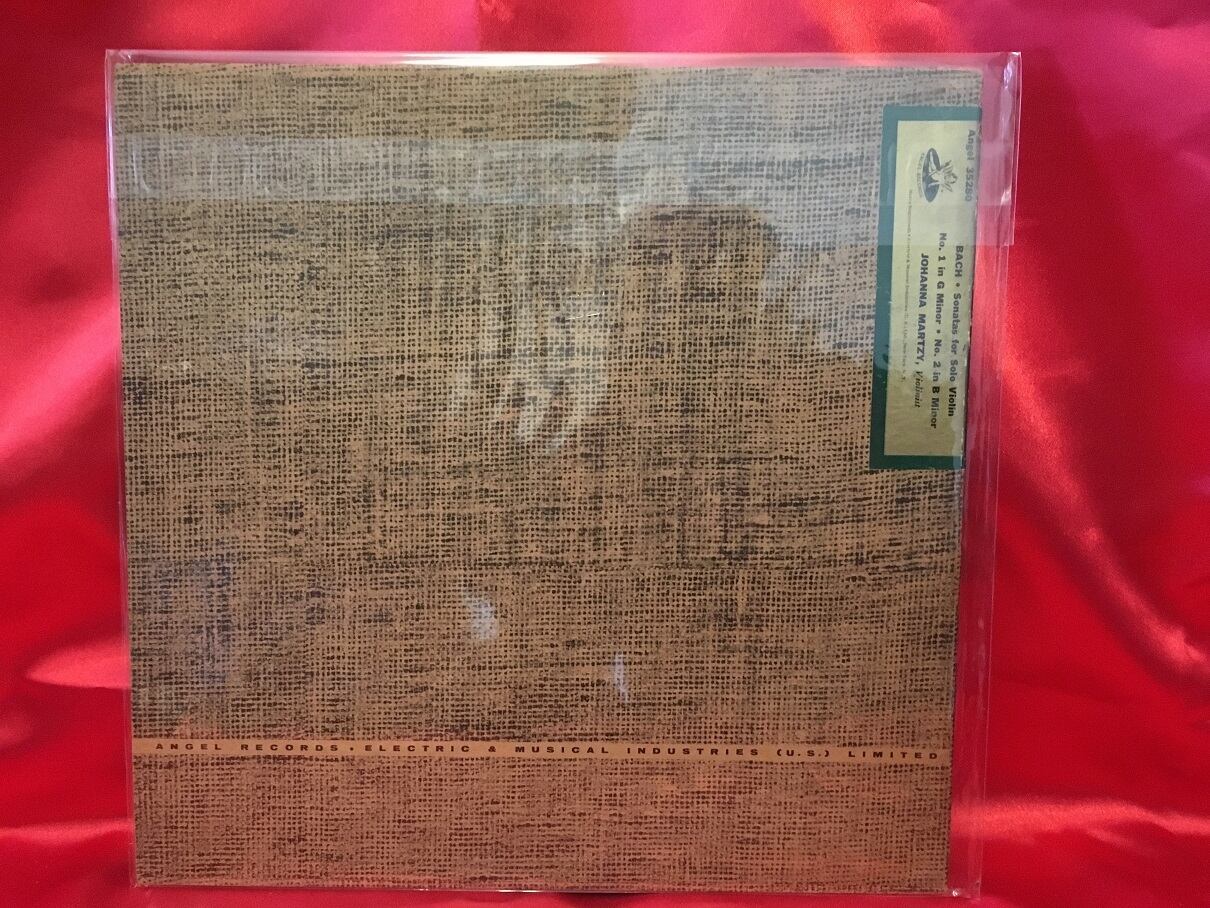 Angel 35280
BACH • Sonatas for Solo Violin
No. 1 in G Minor • No. 2 in B Minor
JOHANNA MARTZY, Violinist
ANGEL RECORDS • ELECTRIC & MUSICAL INDUSTRIES (U.S.) LIMITED